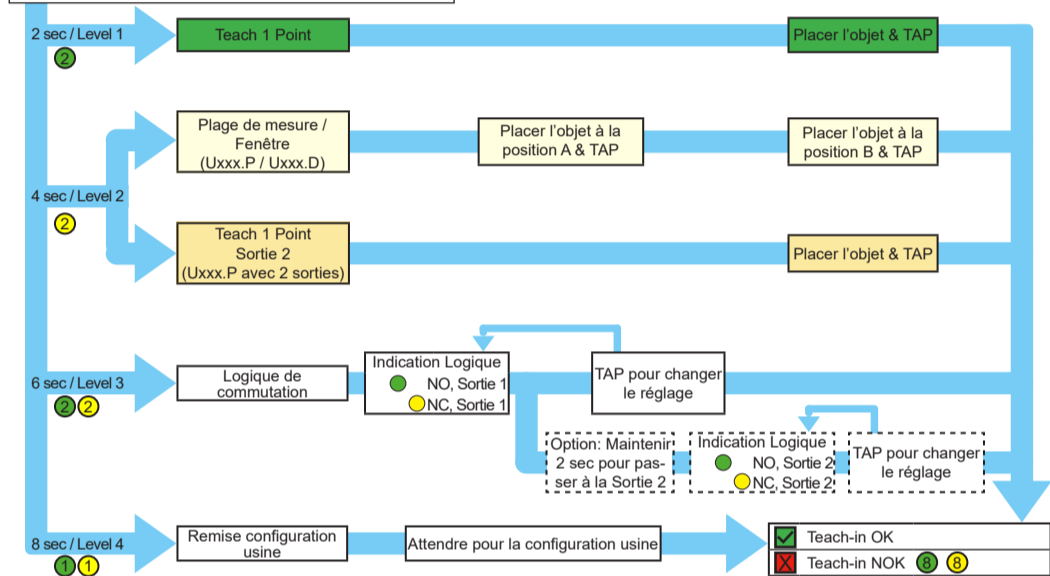 2 sec / Level 1
2
Teach 1 Point
Placer l'objet & TAP
Plage de mesure /
Fenêtre
(Uxxx.P / Uxxx.D)
Placer l'objet à la
position A & TAP
Placer l'objet à la
position B & TAP
4 sec / Level 2
2
Teach 1 Point
Sortie 2
(Uxxx.P avec 2 sorties)
Placer l'objet & TAP
6 sec / Level 3
2 2
Logique de
commutation
Indication Logique
NO, Sortie 1
NC, Sortie 1
TAP pour changer
le réglage
Option: Maintenir
2 sec pour pas-
ser à la Sortie 2
Indication Logique
NO, Sortie 2
NC, Sortie 2
TAP pour changer
le réglage
8 sec / Level 4
1 1
Remise configuration
usine
Attendre pour la configuration usine
Teach-in OK
Teach-in NOK 8 8